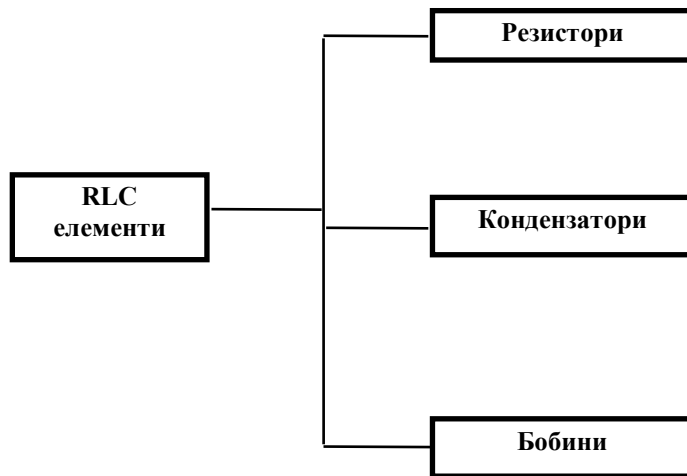 Резистори
RLC
елементи
Кондензатори
Бобини